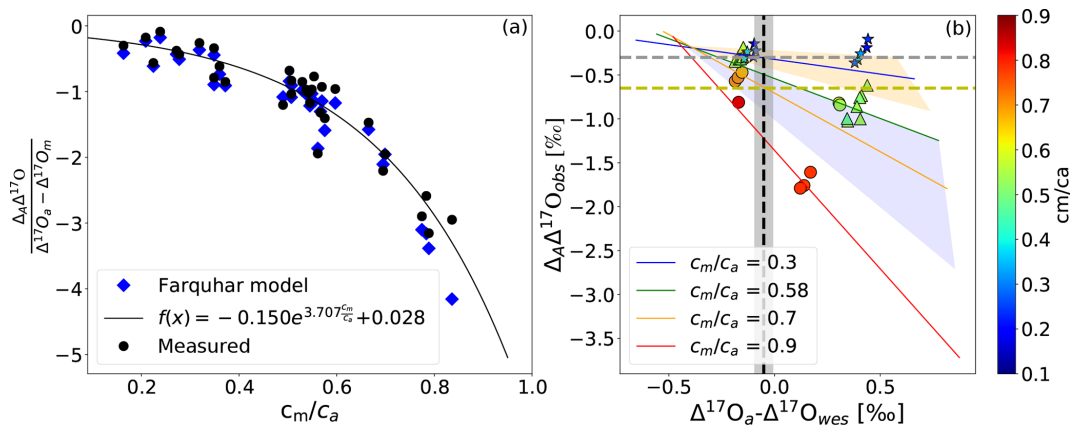 (a)
0
−1
−2
−3
−4
−5
Δ_AΔ¹⁷O
Δ¹⁷Oₐ − Δ¹⁷Oₘ
Farquhar model
f(x) = − 0.150e^{3.707 c_m/c_a}+0.028
Measured
0.2
0.4
0.6
0.8
1.0
c_m/c_a
(b)
0.0
−0.5
−1.0
−1.5
−2.0
−2.5
−3.0
−3.5
Δ_AΔ¹⁷O_obs [‰]
c_m/c_a = 0.3
c_m/c_a = 0.58
c_m/c_a = 0.7
c_m/c_a = 0.9
−0.5
0.0
0.5
Δ¹⁷O_a-Δ¹⁷O_wes [‰]
0.9
0.8
0.7
0.6
0.5
0.4
0.3
0.2
0.1
cm/ca